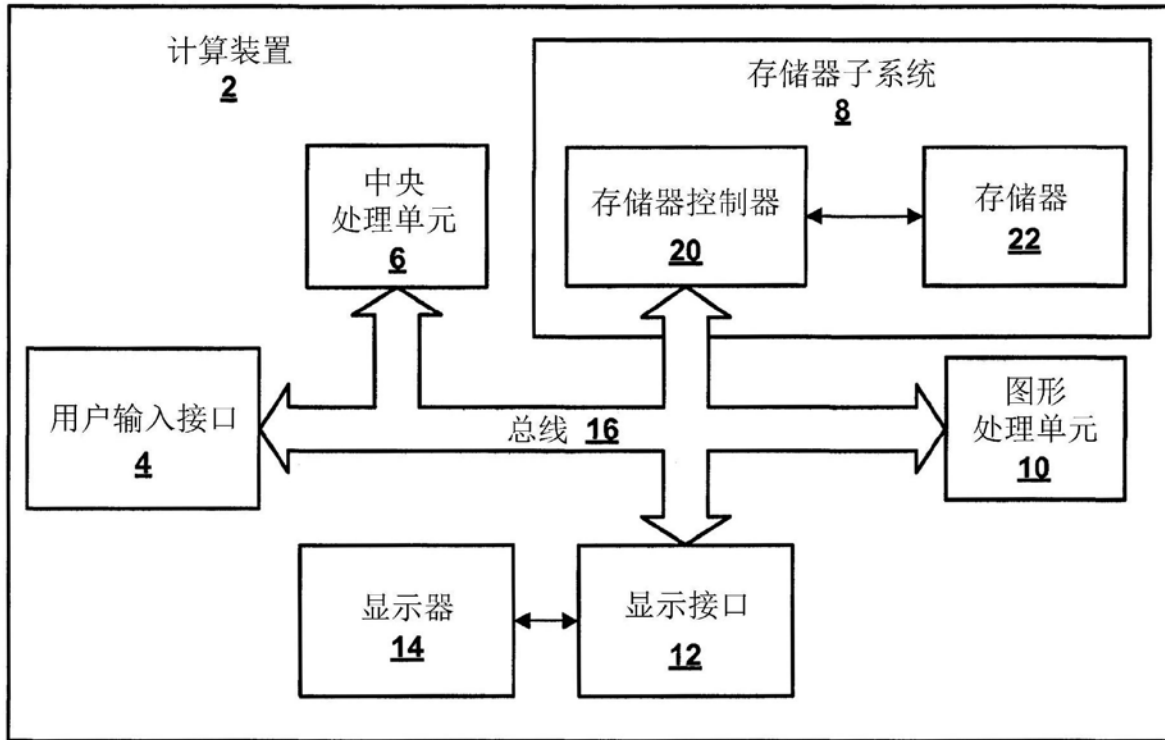 计算装置
2
存储器子系统
8
中央
处理单元
6
存储器控制器
20
存储器
22
用户输入接口
4
总线 16
图形
处理单元
10
显示器
14
显示接口
12